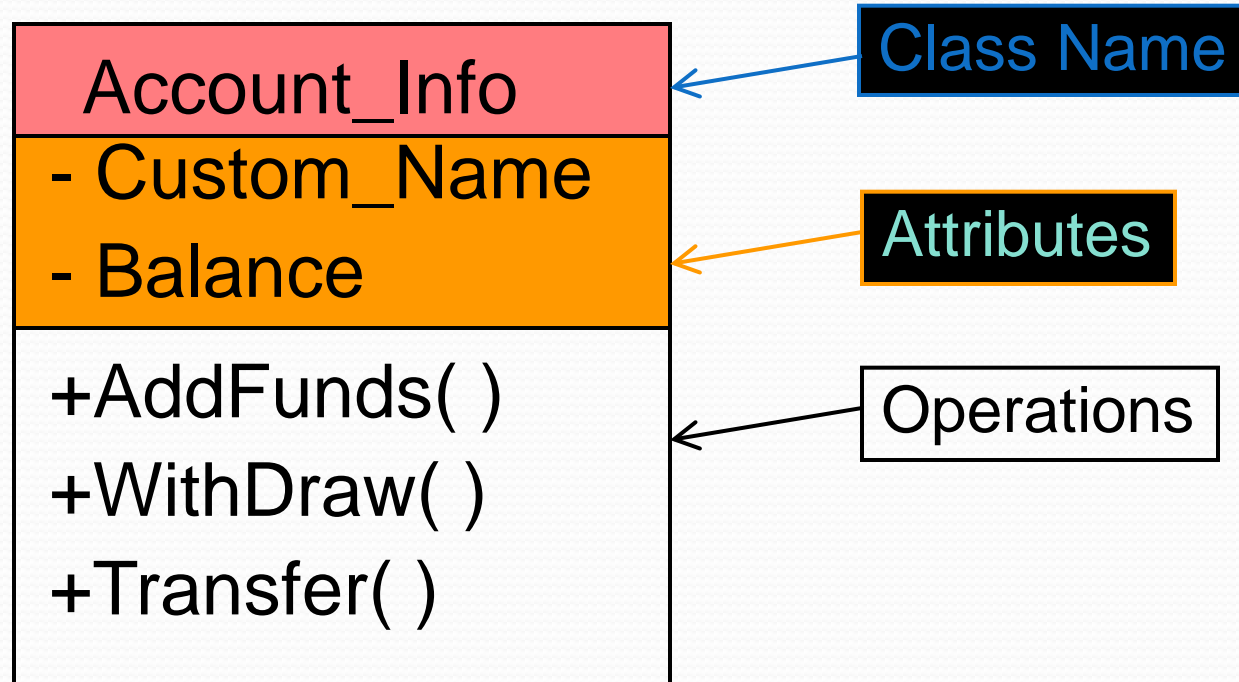 Account_Info
- Custom_Name
- Balance
+AddFunds( )
+WithDraw( )
+Transfer( )
Class Name
Attributes
Operations